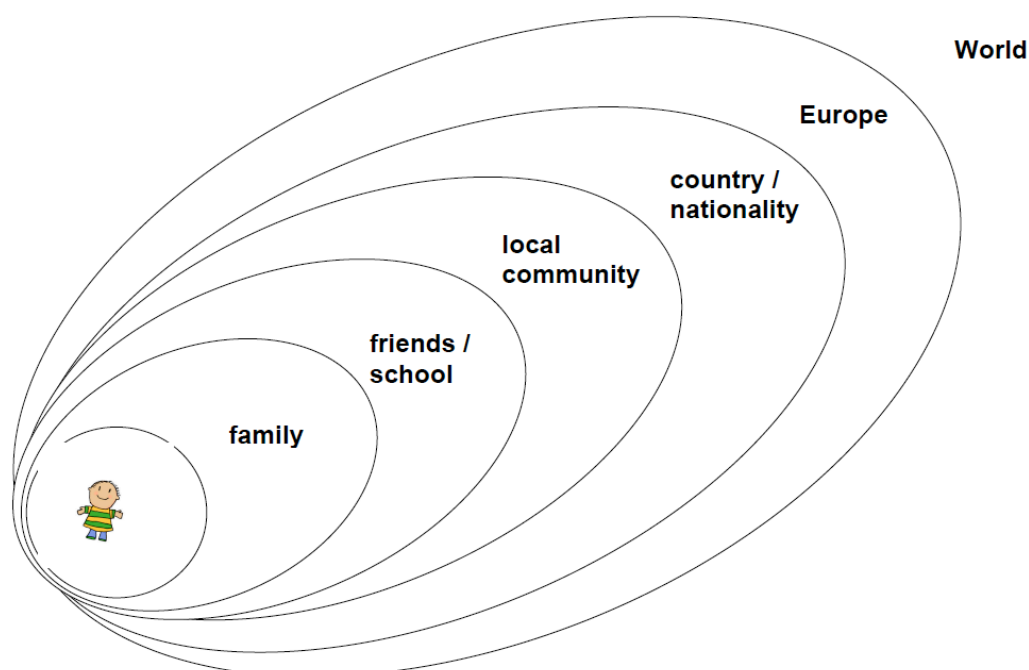 World
Europe
country /
nationality
local
community
friends /
school
family